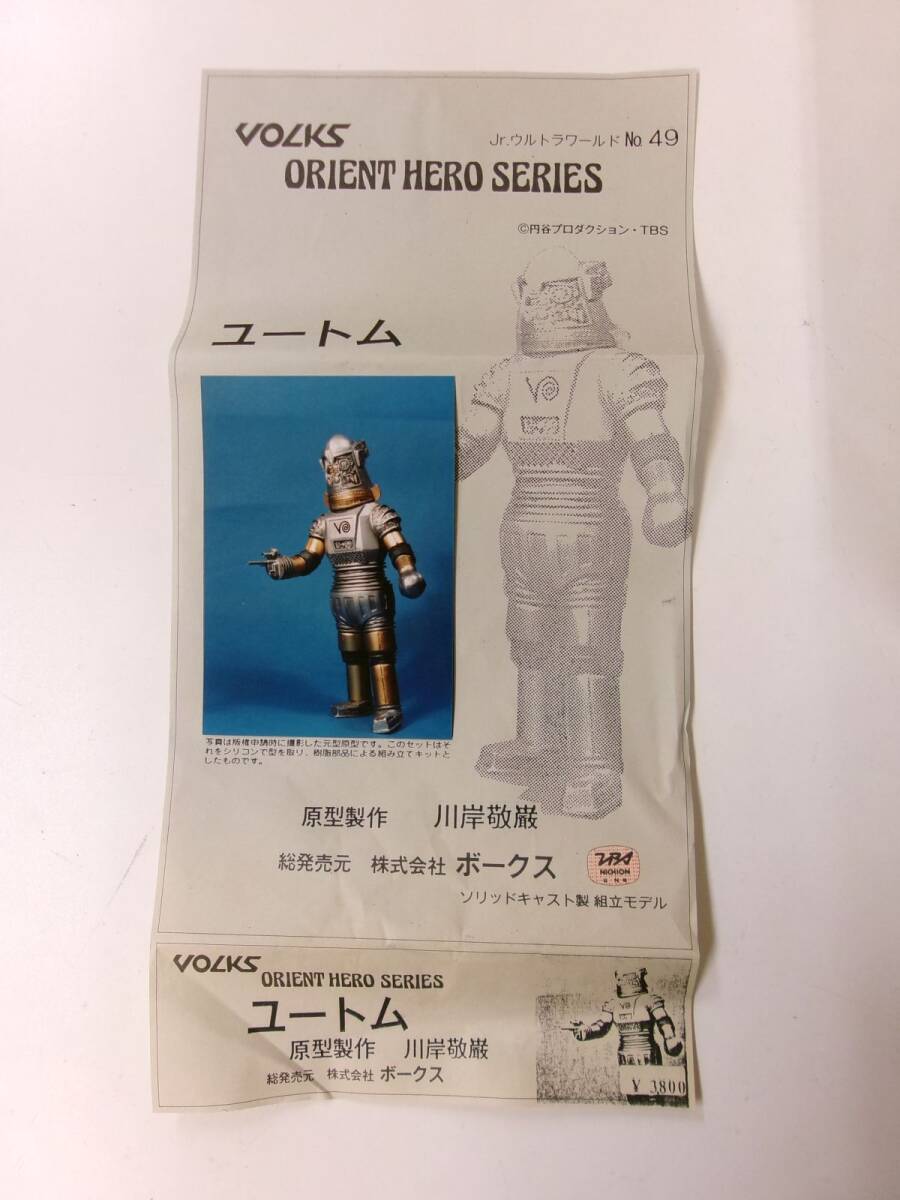 VOLKS
Jr.ウルトラワールド No. 49
ORIENT HERO SERIES
©円谷プロダクション・TBS
ユートム
写真は版権申請時に撮影した元型原型です。このセットはそ
れをシリコンで型を取り、樹脂部品による組み立てキットと
したものです。
原型製作 川岸敬厳
総発売元 株式会社 ボークス
ソリッドキャスト製 組立モデル
VOLKS
ORIENT HERO SERIES
ユートム
原型製作 川岸敬厳
総発売元 株式会社 ボークス
¥ 3800